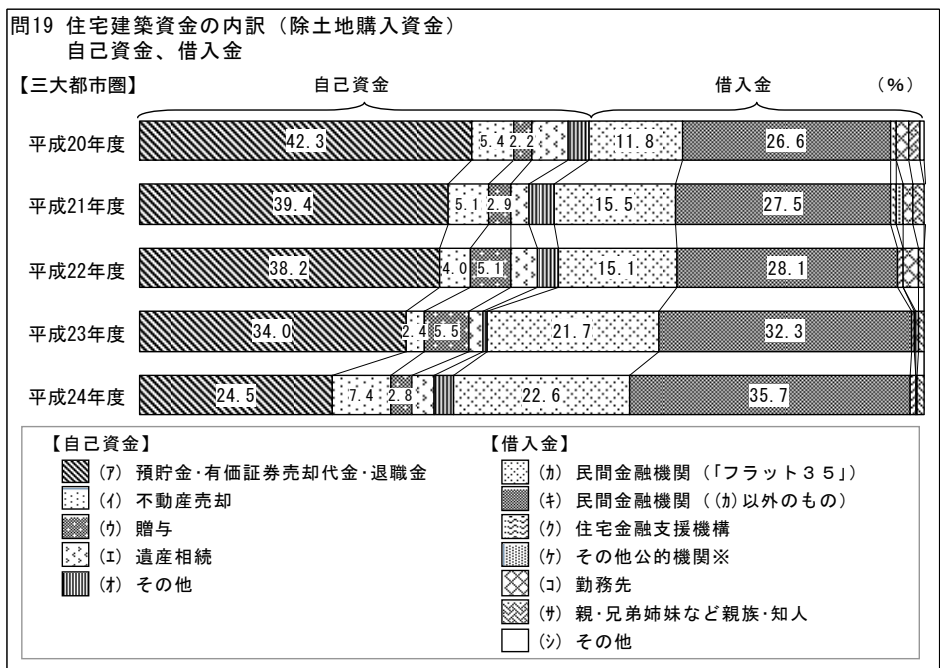 問19 住宅建築資金の内訳（除土地購入資金）
自己資金、借入金
【三大都市圏】 自己資金 借入金 （％）
平成20年度 42.3 5.4 2.2 11.8 26.6
平成21年度 39.4 5.1 2.9 15.5 27.5
平成22年度 38.2 4.0 5.1 15.1 28.1
平成23年度 34.0 2.4 5.5 21.7 32.3
平成24年度 24.5 7.4 2.8 22.6 35.7
【自己資金】
(ｱ) 預貯金･有価証券売却代金･退職金
(ｲ) 不動産売却
(ｳ) 贈与
(ｴ) 遺産相続
(ｵ) その他
【借入金】
(ｶ) 民間金融機関（｢フラット３５｣）
(ｷ) 民間金融機関（(ｶ)以外のもの）
(ｸ) 住宅金融支援機構
(ｹ) その他公的機関※
(ｺ) 勤務先
(ｻ) 親･兄弟姉妹など親族･知人
(ｼ) その他